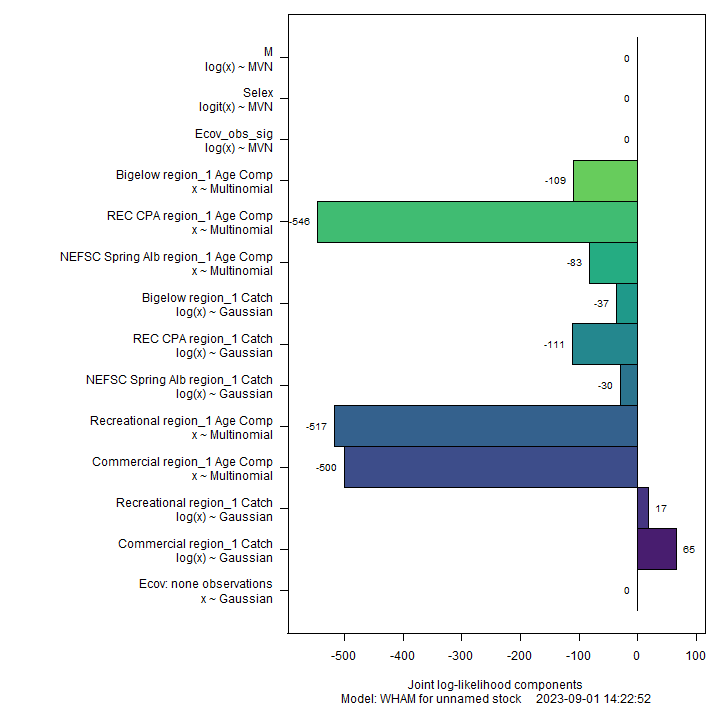 M
log(x) ~ MVN
0
Selex
logit(x) ~ MVN
0
Ecov_obs_sig
log(x) ~ MVN
0
Bigelow region_1 Age Comp
x ~ Multinomial
-109
REC CPA region_1 Age Comp
x ~ Multinomial
-546
NEFSC Spring Alb region_1 Age Comp
x ~ Multinomial
-83
Bigelow region_1 Catch
log(x) ~ Gaussian
-37
REC CPA region_1 Catch
log(x) ~ Gaussian
-111
NEFSC Spring Alb region_1 Catch
log(x) ~ Gaussian
-30
Recreational region_1 Age Comp
x ~ Multinomial
-517
Commercial region_1 Age Comp
x ~ Multinomial
-500
Recreational region_1 Catch
log(x) ~ Gaussian
17
Commercial region_1 Catch
log(x) ~ Gaussian
65
Ecov: none observations
x ~ Gaussian
0
-500 -400 -300 -200 -100 0 100
Joint log-likelihood components
Model: WHAM for unnamed stock 2023-09-01 14:22:52